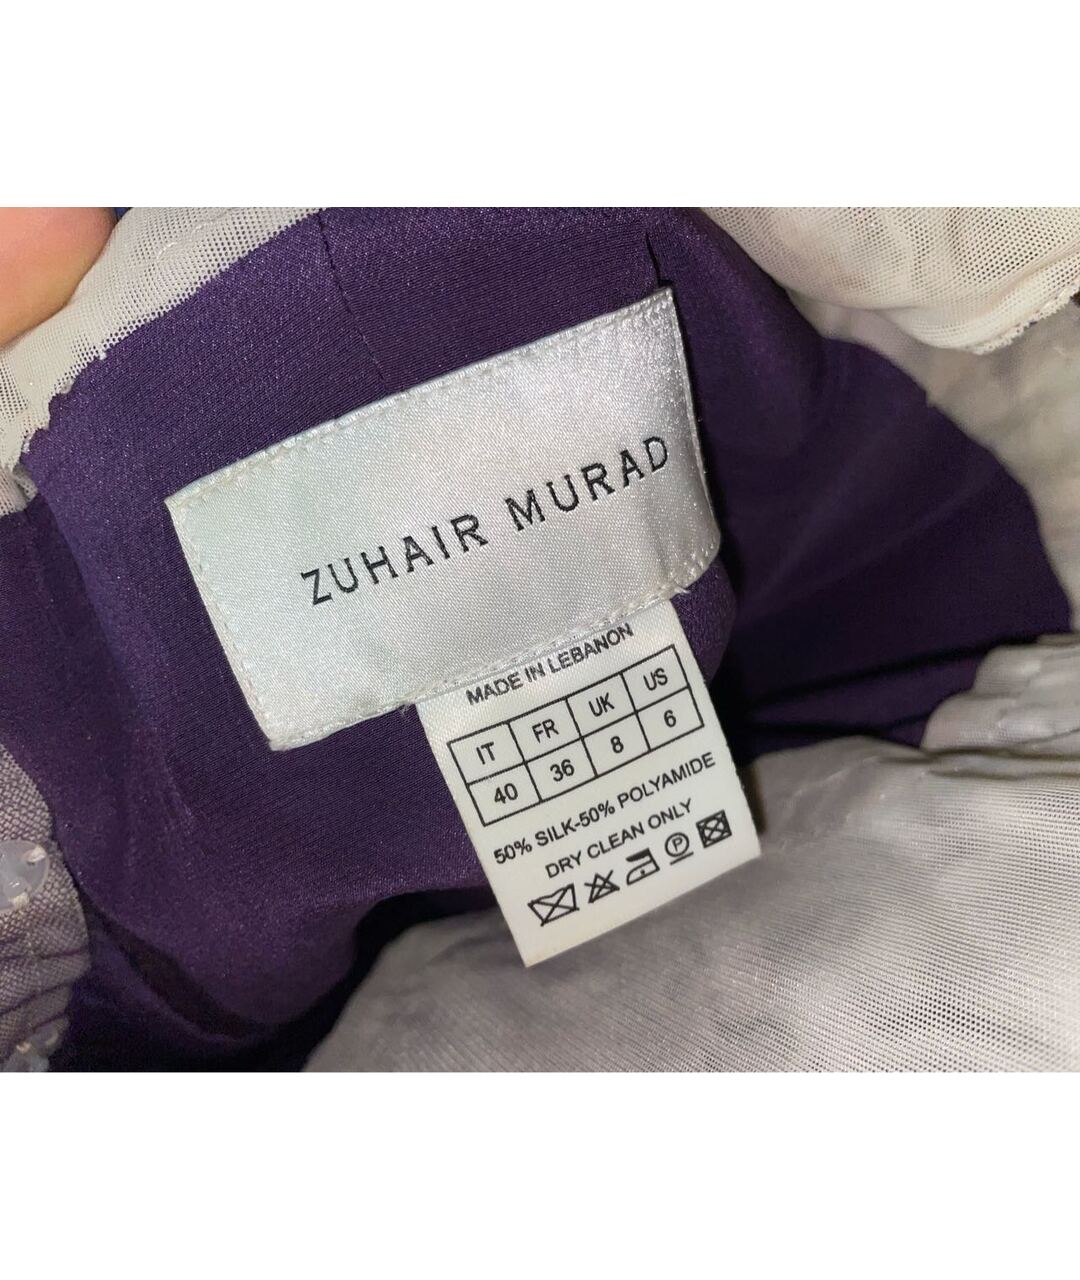 ZUHAIR MURAD
MADE IN LEBANON
IT FR UK US
40 36 8 6
50% SILK-50% POLYAMIDE
DRY CLEAN ONLY
P